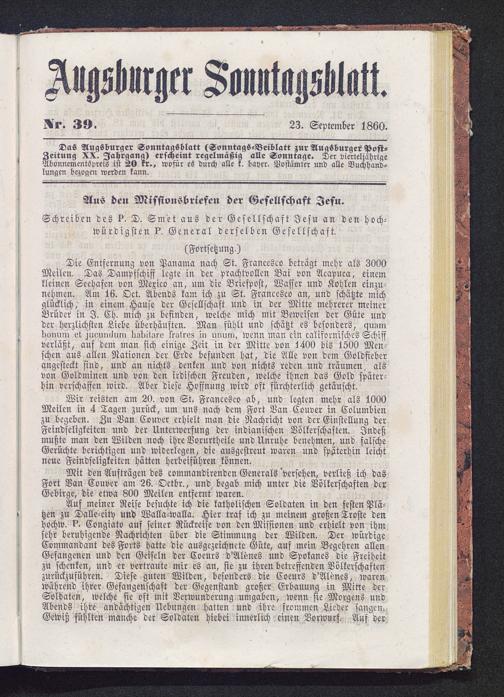 Augsburger Sonntagsblatt.
Nr. 39. 23. September 1860.
Das Augsburger Sonntagsblatt (Sonntags-Beiblatt zur Augsburger Post-
Zeitung XX. Jahrgang) erscheint regelmäßig alle Sonntage. Der vierteljährige
Abonnementspreis ist 20 kr., wofür es durch alle k. bayer. Postämter und alle Buchhand-
lungen bezogen werden kann.
Aus den Missionsbriefen der Gesellschaft Jesu.
Schreiben des P. D. Smet aus der Gesellschaft Jesu an den hoch-
würdigsten P. General derselben Gesellschaft.
(Fortsetzung.)
Die Entfernung von Panama nach St. Francesco beträgt mehr als 3000
Meilen. Das Dampfschiff legte in der prachtvollen Bai von Acapuca, einem
kleinen Seehafen von Mexico an, um die Briefpost, Wasser und Kohlen einzu-
nehmen. Am 16. Oct. Abends kam ich zu St. Francesco an, und schätzte mich
glücklich, in einem Hause der Gesellschaft und in der Mitte mehrerer meiner
Brüder in J. Ch. mich zu befinden, welche mich mit Beweisen der Güte und
der herzlichen Liebe überhäuften. Man fühlt und schätzt es besonders, quam
bonum et jucundum habitare fratres in unum, wenn man ein californisches Schiff
verläßt, auf dem man sich einige Zeit in der Mitte von 1400 bis 1500 Men-
schen aus allen Nationen der Erde befunden hat, die Alle von dem Goldfieber
angesteckt sind, und an nichts denken und von nichts reden und träumen, als
von Goldminen und von den irdischen Freuden, welche ihnen das Gold später-
hin verschaffen wird. Aber diese Hoffnung wird oft fürchterlich getäuscht.
Wir reisten am 20. von St. Francesco ab, und legten mehr als 1000
Meilen in 4 Tagen zurück, um uns nach dem Fort Van Couver in Columbien
zu begeben. Zu Van Couver erhielt man die Nachricht von der Einstellung der
Feindseligkeiten und der Unterwerfung der indianischen Völkerschaften. Indeß
mußte man den Wilden noch ihre Vorurtheile und Unruhe benehmen, und falsche
Gerüchte berichtigen und widerlegen, die ausgestreut waren und späterhin leicht
neue Feindseligkeiten hätten herbeiführen können.
Mit den Aufträgen des commandirenden Generals versehen, verließ ich das
Fort Van Couver am 26. Octbr., und begab mich unter die Völkerschaften der
Gebirge, die etwa 800 Meilen entfernt waren.
Auf meiner Reise besuchte ich die katholischen Soldaten in den festen Plä-
tzen zu Dalle-city und Walla-walla. Hier traf ich zu meinem großen Troste den
hochw. P. Congiato auf seiner Rückreise von den Missionen und erhielt von ihm
sehr beruhigende Nachrichten über die Stimmung der Wilden. Der würdige
Commandant des Forts hatte die ausgezeichnete Güte, auf mein Begehren allen
Gefangenen und den Geiseln der Coeurs d'Alènes und Spokanes die Freiheit
zu schenken, und er vertraute mir es an, sie zu ihren betreffenden Völkerschaften
zurückzuführen. Diese guten Wilden, besonders die Coeurs d'Alènes, waren
während ihrer Gefangenschaft der Gegenstand großer Erbauung in Mitte der
Soldaten, welche sie oft mit Verwunderung umgaben, wenn sie Morgens und
Abends ihre andächtigen Uebungen hatten und ihre frommen Lieder sangen.
Gewiß fühlten manche der Soldaten hiebei innerlich einen Vorwurf. Auf der